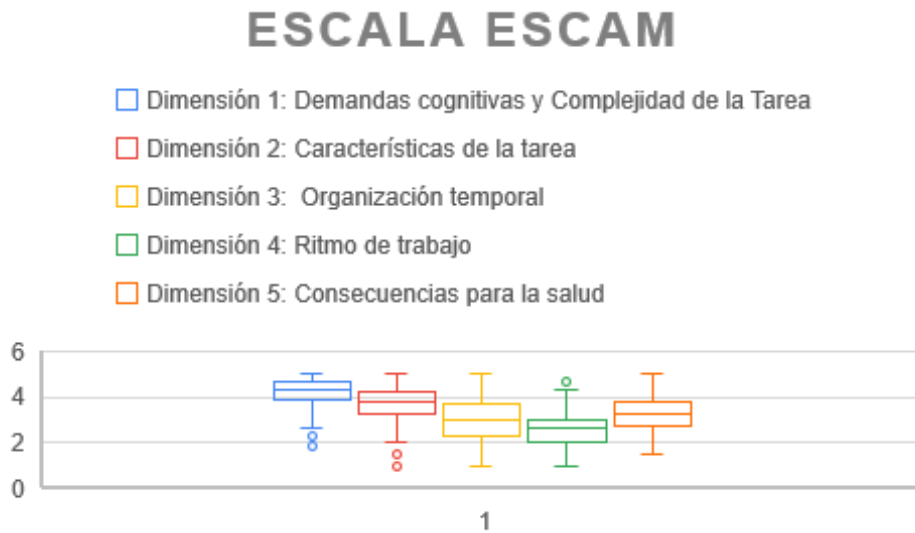 ESCALA ESCAM
Dimensión 1: Demandas cognitivas y Complejidad de la Tarea
Dimensión 2: Características de la tarea
Dimensión 3:  Organización temporal
Dimensión 4: Ritmo de trabajo
Dimensión 5: Consecuencias para la salud
6
4
2
0
1